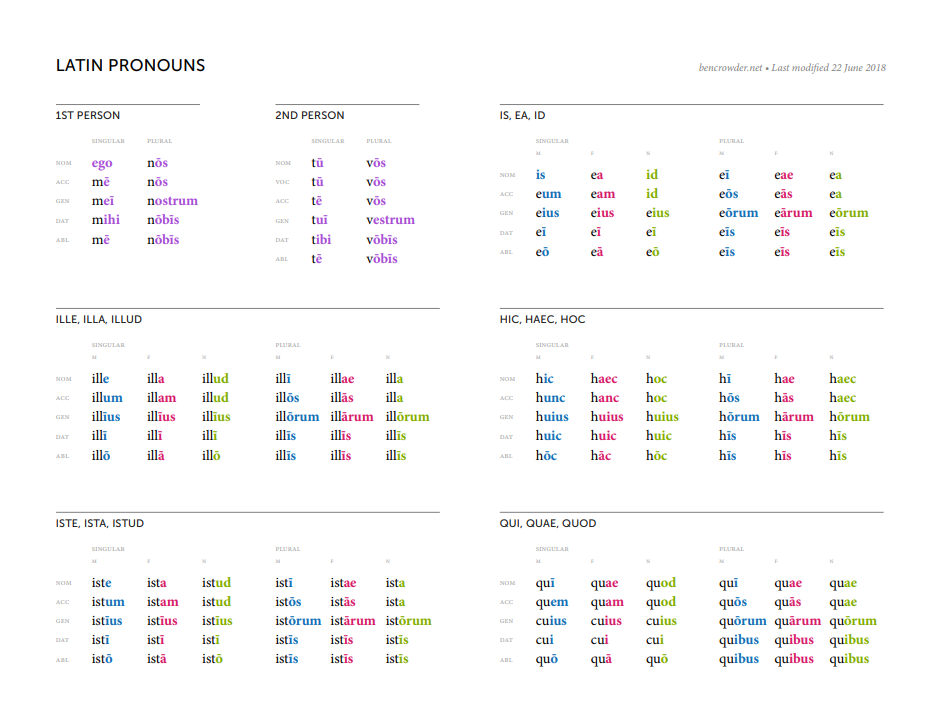 LATIN PRONOUNS
bencrowder.net • Last modified 22 June 2018
1ST PERSON
SINGULAR PLURAL
NOM ego nōs
ACC mē nōs
GEN meī nostrum
DAT mihi nōbīs
ABL mē nōbīs
2ND PERSON
SINGULAR PLURAL
NOM tū vōs
VOC tū vōs
ACC tē vōs
GEN tuī vestrum
DAT tibi vōbīs
ABL tē vōbīs
IS, EA, ID
SINGULAR PLURAL
M F N M F N
NOM is ea id eī eae ea
ACC eum eam id eōs eās ea
GEN eius eius eius eōrum eārum eōrum
DAT eī eī eī eīs eīs eīs
ABL eō eā eō eīs eīs eīs
ILLE, ILLA, ILLUD
SINGULAR PLURAL
M F N M F N
NOM ille illa illud illī illae illa
ACC illum illam illud illōs illās illa
GEN illīus illīus illīus illōrum illārum illōrum
DAT illī illī illī illīs illīs illīs
ABL illō illā illō illīs illīs illīs
HIC, HAEC, HOC
SINGULAR PLURAL
M F N M F N
NOM hic haec hoc hī hae haec
ACC hunc hanc hoc hōs hās haec
GEN huius huius huius hōrum hārum hōrum
DAT huic huic huic hīs hīs hīs
ABL hōc hāc hōc hīs hīs hīs
ISTE, ISTA, ISTUD
SINGULAR PLURAL
M F N M F N
NOM iste ista istud istī istae ista
ACC istum istam istud istōs istās ista
GEN istīus istīus istīus istōrum istārum istōrum
DAT istī istī istī istīs istīs istīs
ABL istō istā istō istīs istīs istīs
QUI, QUAE, QUOD
SINGULAR PLURAL
M F N M F N
NOM quī quae quod quī quae quae
ACC quem quam quod quōs quās quae
GEN cuius cuius cuius quōrum quārum quōrum
DAT cui cui cui quibus quibus quibus
ABL quō quā quō quibus quibus quibus